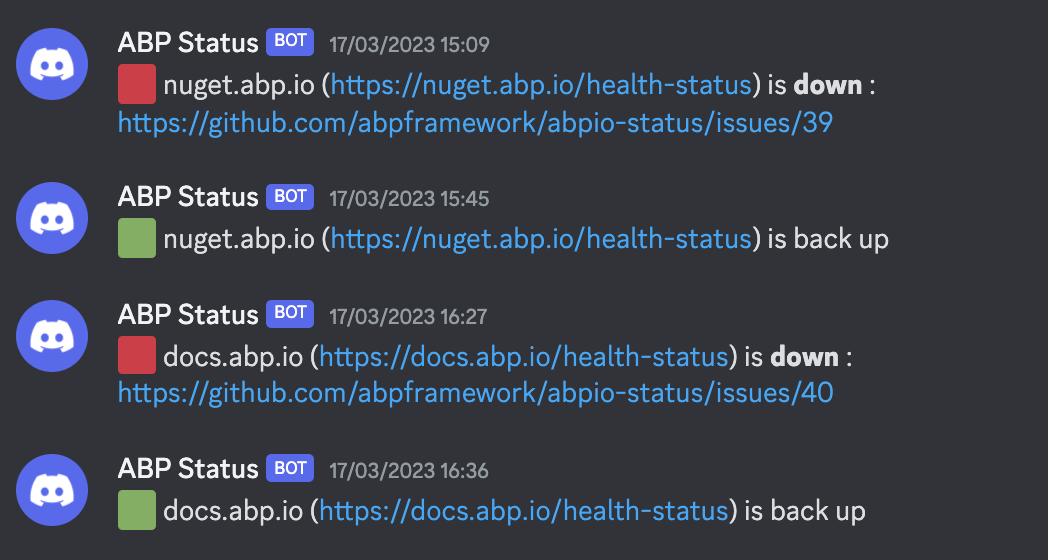 ABP Status BOT 17/03/2023 15:09
nuget.abp.io (https://nuget.abp.io/health-status) is down :
https://github.com/abpframework/abpio-status/issues/39
ABP Status BOT 17/03/2023 15:45
nuget.abp.io (https://nuget.abp.io/health-status) is back up
ABP Status BOT 17/03/2023 16:27
docs.abp.io (https://docs.abp.io/health-status) is down :
https://github.com/abpframework/abpio-status/issues/40
ABP Status BOT 17/03/2023 16:36
docs.abp.io (https://docs.abp.io/health-status) is back up